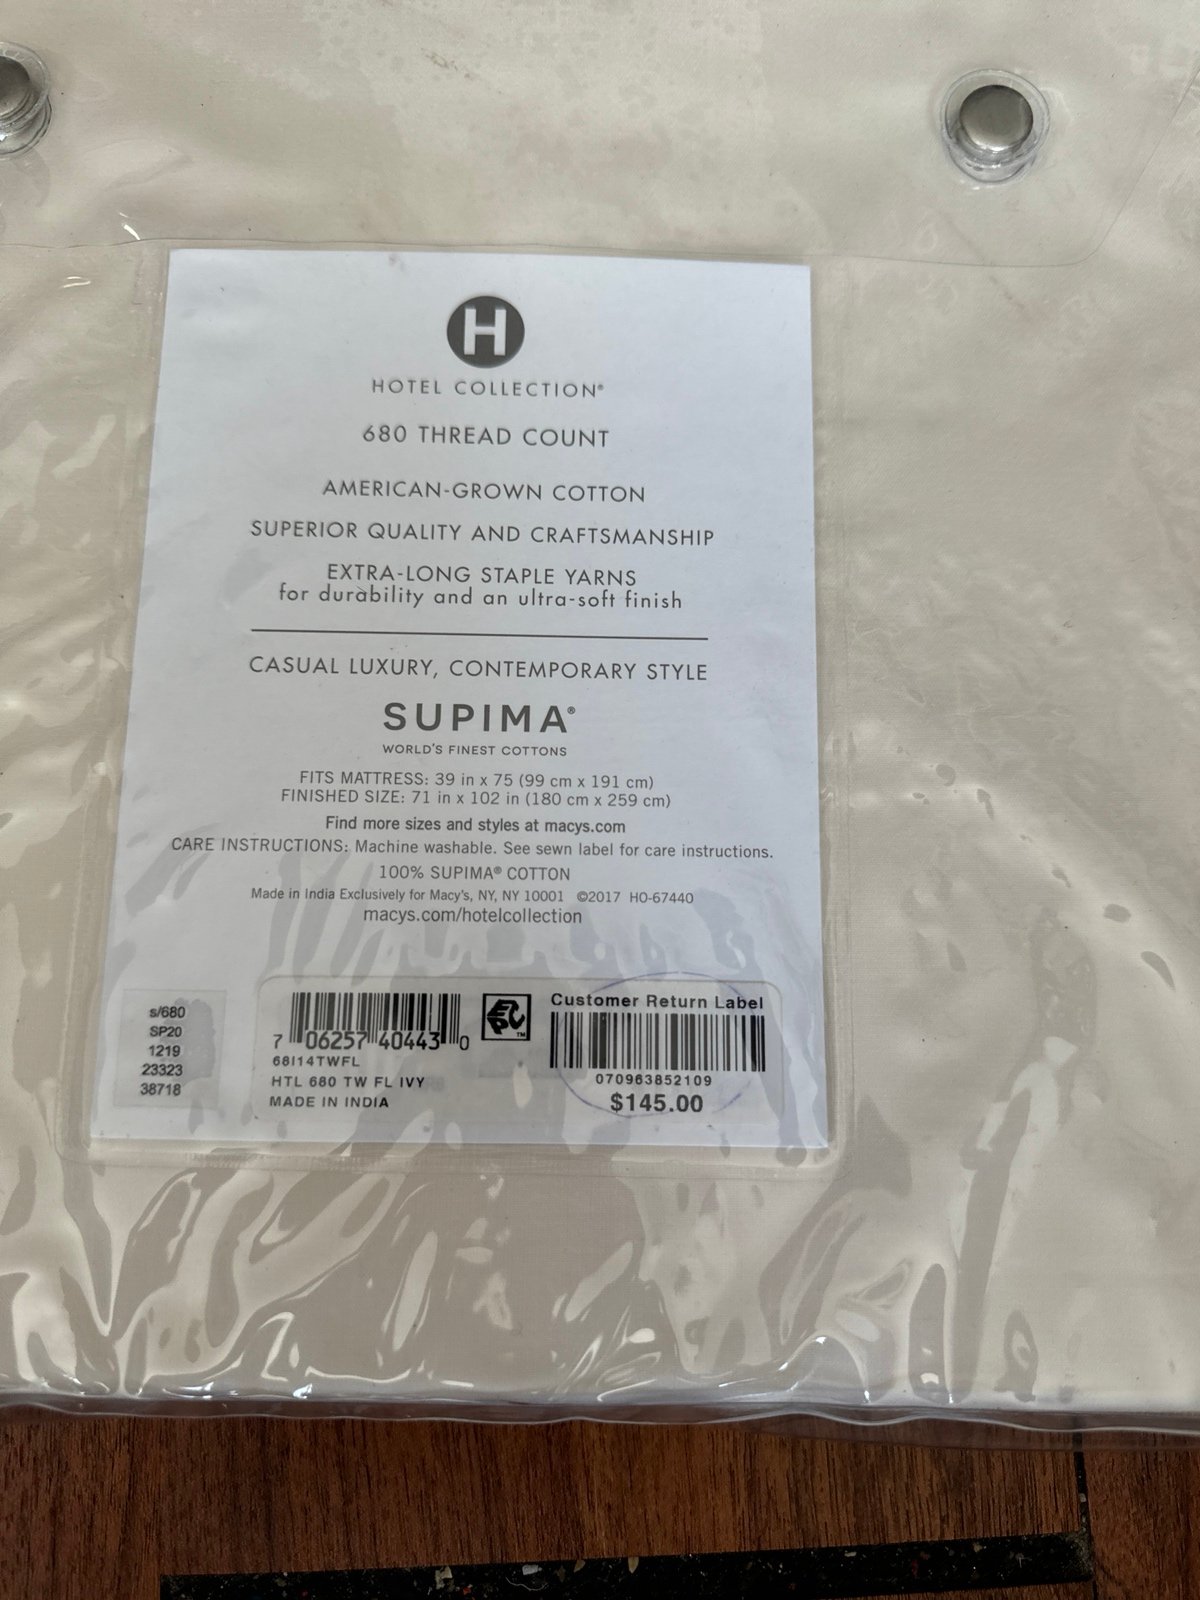 H
HOTEL COLLECTION®
680 THREAD COUNT
AMERICAN-GROWN COTTON
SUPERIOR QUALITY AND CRAFTSMANSHIP
EXTRA-LONG STAPLE YARNS
for durability and an ultra-soft finish
CASUAL LUXURY, CONTEMPORARY STYLE
SUPIMA®
WORLD'S FINEST COTTONS
FITS MATTRESS: 39 in x 75 (99 cm x 191 cm)
FINISHED SIZE: 71 in x 102 in (180 cm x 259 cm)
Find more sizes and styles at macys.com
CARE INSTRUCTIONS: Machine washable. See sewn label for care instructions.
100% SUPIMA® COTTON
Made in India Exclusively for Macy's, NY, NY 10001 ©2017 HO-67440
macys.com/hotelcollection
s/680
SP20
1219
23323
38718
7 06257 40443 0
68I14TWFL
HTL 680 TW FL IVY
MADE IN INDIA
EPC™
Customer Return Label
070963852109
$145.00